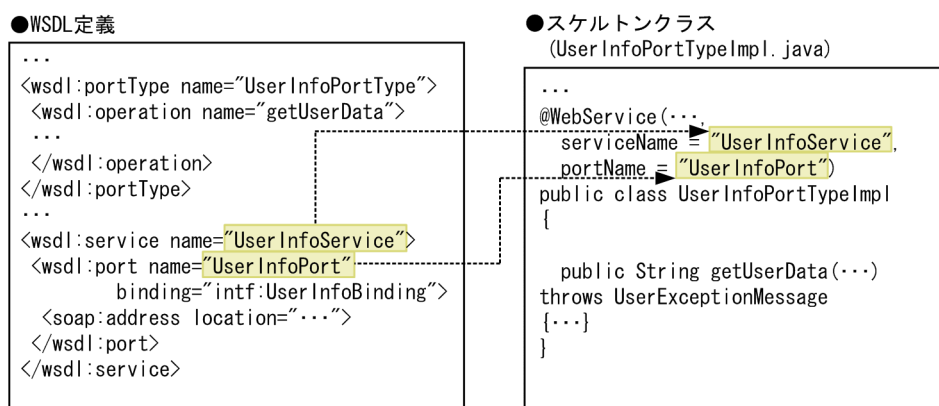 ●WSDL定義
...
<wsdl:portType name="UserInfoPortType">
<wsdl:operation name="getUserData">
...
</wsdl:operation>
</wsdl:portType>
...
<wsdl:service name="UserInfoService">
<wsdl:port name="UserInfoPort"
binding="intf:UserInfoBinding">
<soap:address location="...">
</wsdl:port>
</wsdl:service>
●スケルトンクラス
(UserInfoPortTypeImpl.java)
...
@WebService(...,
serviceName = "UserInfoService",
portName = "UserInfoPort")
public class UserInfoPortTypeImpl
{
public String getUserData(...)
throws UserExceptionMessage
{...}
}